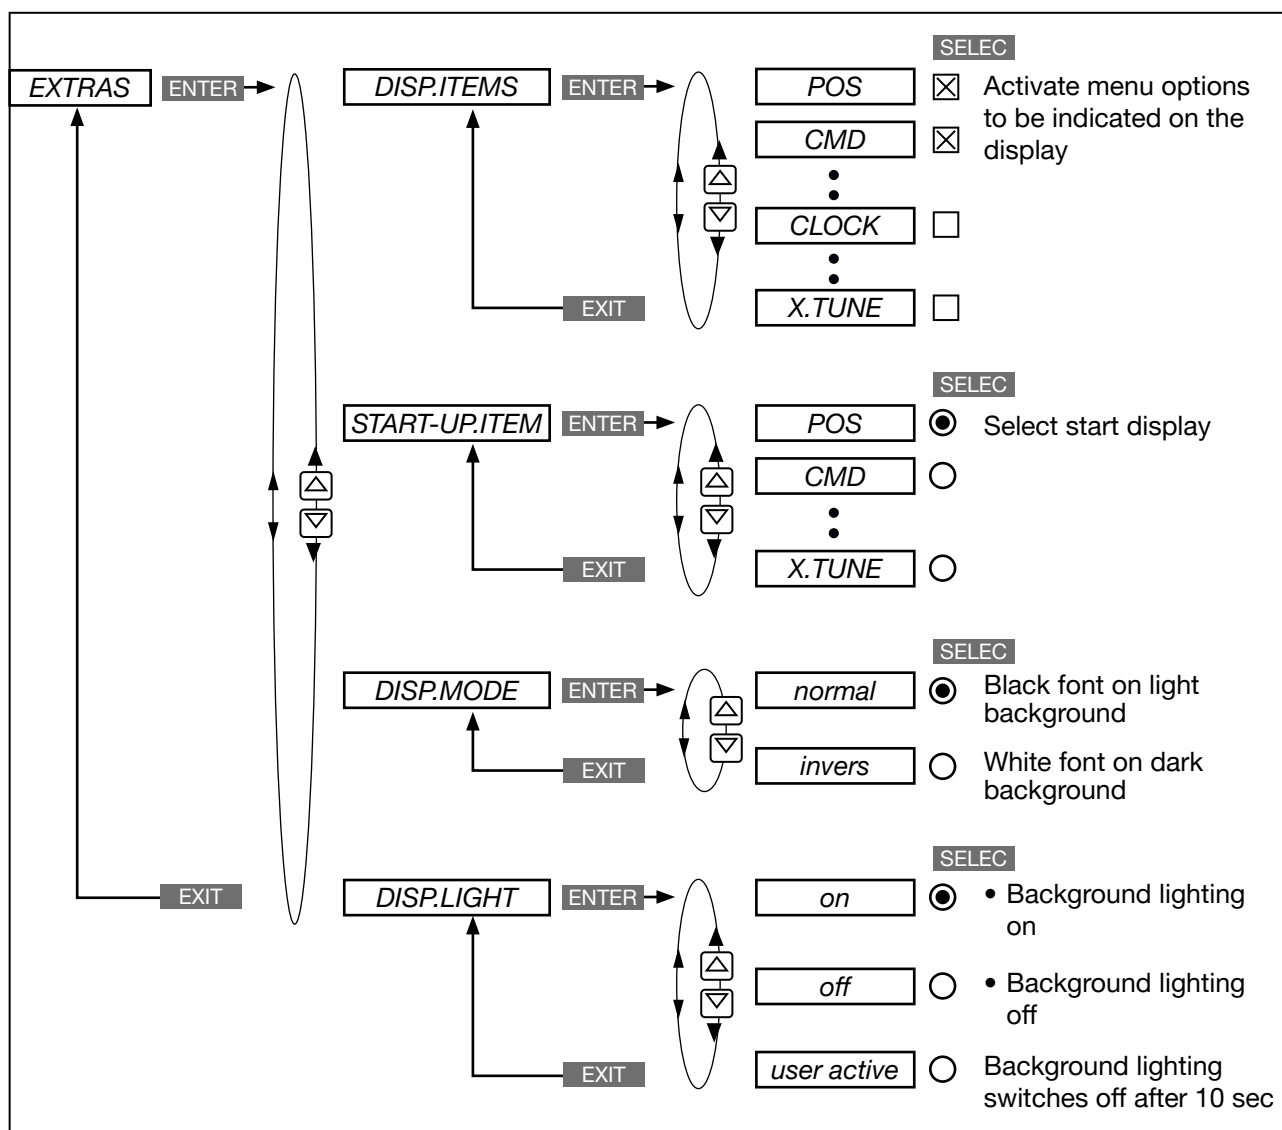 SELEC
EXTRAS ENTER DISP.ITEMS ENTER POS Activate menu options
to be indicated on the
CMD display
CLOCK
EXIT X.TUNE
SELEC
START-UP.ITEM ENTER POS Select start display
CMD
EXIT X.TUNE
SELEC
DISP.MODE ENTER normal Black font on light
background
EXIT invers White font on dark
background
SELEC
EXIT DISP.LIGHT ENTER on • Background lighting
on
off • Background lighting
off
EXIT user active Background lighting
switches off after 10 sec